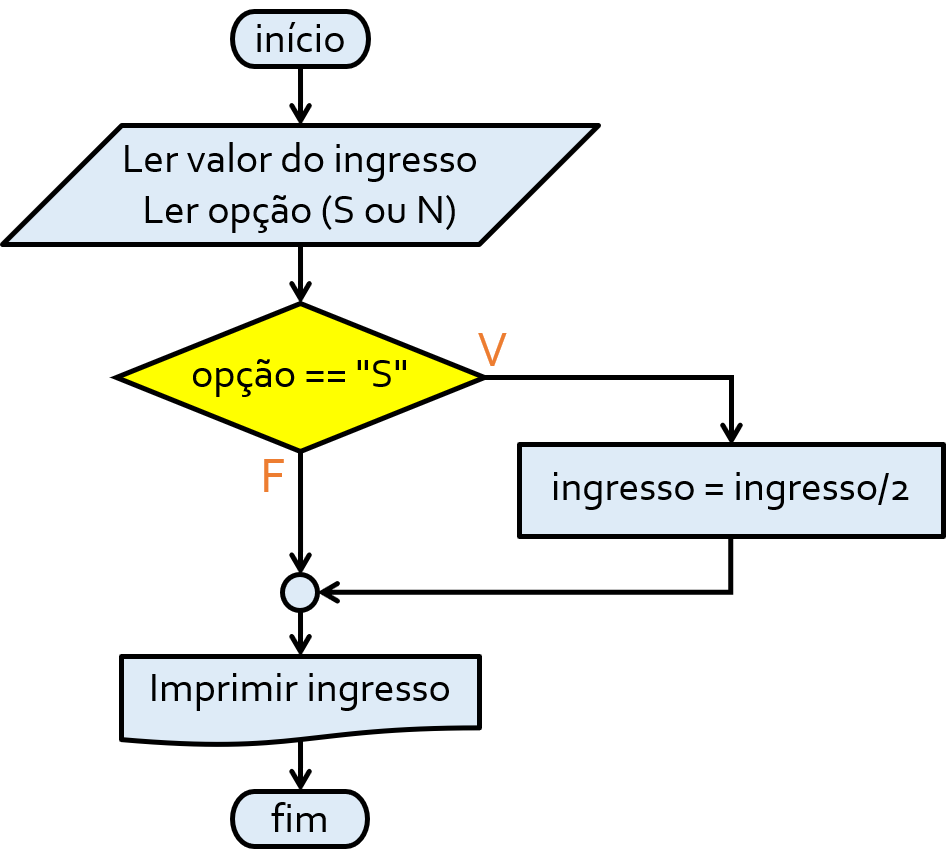 início
Ler valor do ingresso
Ler opção (S ou N)
opção == "S"
V
F
ingresso = ingresso/2
Imprimir ingresso
fim